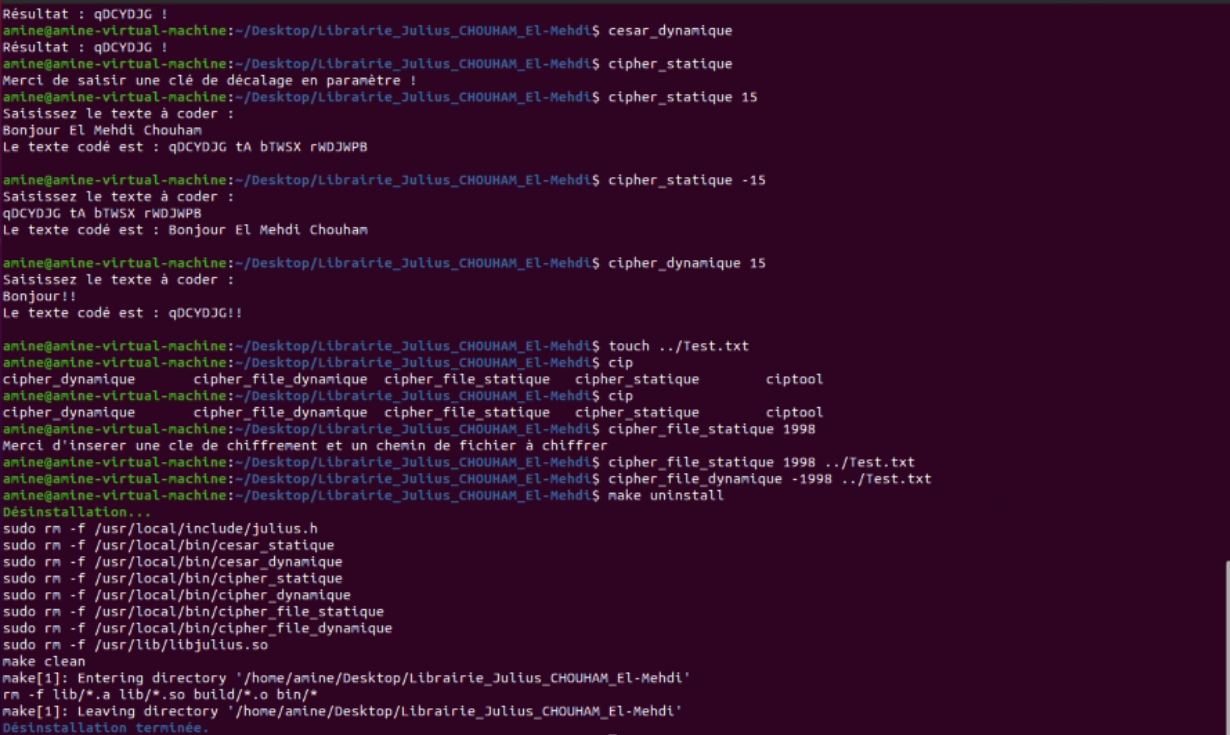 Résultat : qDCYDJG !
amine@amine-virtual-machine:~/Desktop/Librairie_Julius_CHOUHAM_El-Mehdi$ cesar_dynamique
Résultat : qDCYDJG !
amine@amine-virtual-machine:~/Desktop/Librairie_Julius_CHOUHAM_El-Mehdi$ cipher_statique
Merci de saisir une clé de décalage en paramètre !
amine@amine-virtual-machine:~/Desktop/Librairie_Julius_CHOUHAM_El-Mehdi$ cipher_statique 15
Saisissez le texte à coder :
Bonjour El Mehdi Chouham
Le texte codé est : qDCYDJG tA bTWSX rWDJWPB
amine@amine-virtual-machine:~/Desktop/Librairie_Julius_CHOUHAM_El-Mehdi$ cipher_statique -15
Saisissez le texte à coder :
qDCYDJG tA bTWSX rWDJWPB
Le texte codé est : Bonjour El Mehdi Chouham
amine@amine-virtual-machine:~/Desktop/Librairie_Julius_CHOUHAM_El-Mehdi$ cipher_dynamique 15
Saisissez le texte à coder :
Bonjour!!
Le texte codé est : qDCYDJG!!
amine@amine-virtual-machine:~/Desktop/Librairie_Julius_CHOUHAM_El-Mehdi$ touch ../Test.txt
amine@amine-virtual-machine:~/Desktop/Librairie_Julius_CHOUHAM_El-Mehdi$ cip
cipher_dynamique cipher_file_dynamique cipher_file_statique cipher_statique ciptool
amine@amine-virtual-machine:~/Desktop/Librairie_Julius_CHOUHAM_El-Mehdi$ cip
cipher_dynamique cipher_file_dynamique cipher_file_statique cipher_statique ciptool
amine@amine-virtual-machine:~/Desktop/Librairie_Julius_CHOUHAM_El-Mehdi$ cipher_file_statique 1998
Merci d'inserer une cle de chiffrement et un chemin de fichier à chiffrer
amine@amine-virtual-machine:~/Desktop/Librairie_Julius_CHOUHAM_El-Mehdi$ cipher_file_statique 1998 ../Test.txt
amine@amine-virtual-machine:~/Desktop/Librairie_Julius_CHOUHAM_El-Mehdi$ cipher_file_dynamique -1998 ../Test.txt
amine@amine-virtual-machine:~/Desktop/Librairie_Julius_CHOUHAM_El-Mehdi$ make uninstall
Désinstallation...
sudo rm -f /usr/local/include/julius.h
sudo rm -f /usr/local/bin/cesar_statique
sudo rm -f /usr/local/bin/cesar_dynamique
sudo rm -f /usr/local/bin/cipher_statique
sudo rm -f /usr/local/bin/cipher_dynamique
sudo rm -f /usr/local/bin/cipher_file_statique
sudo rm -f /usr/local/bin/cipher_file_dynamique
sudo rm -f /usr/lib/libjulius.so
make clean
make[1]: Entering directory '/home/amine/Desktop/Librairie_Julius_CHOUHAM_El-Mehdi'
rm -f lib/*.a lib/*.so build/*.o bin/*
make[1]: Leaving directory '/home/amine/Desktop/Librairie_Julius_CHOUHAM_El-Mehdi'
Désinstallation terminée.